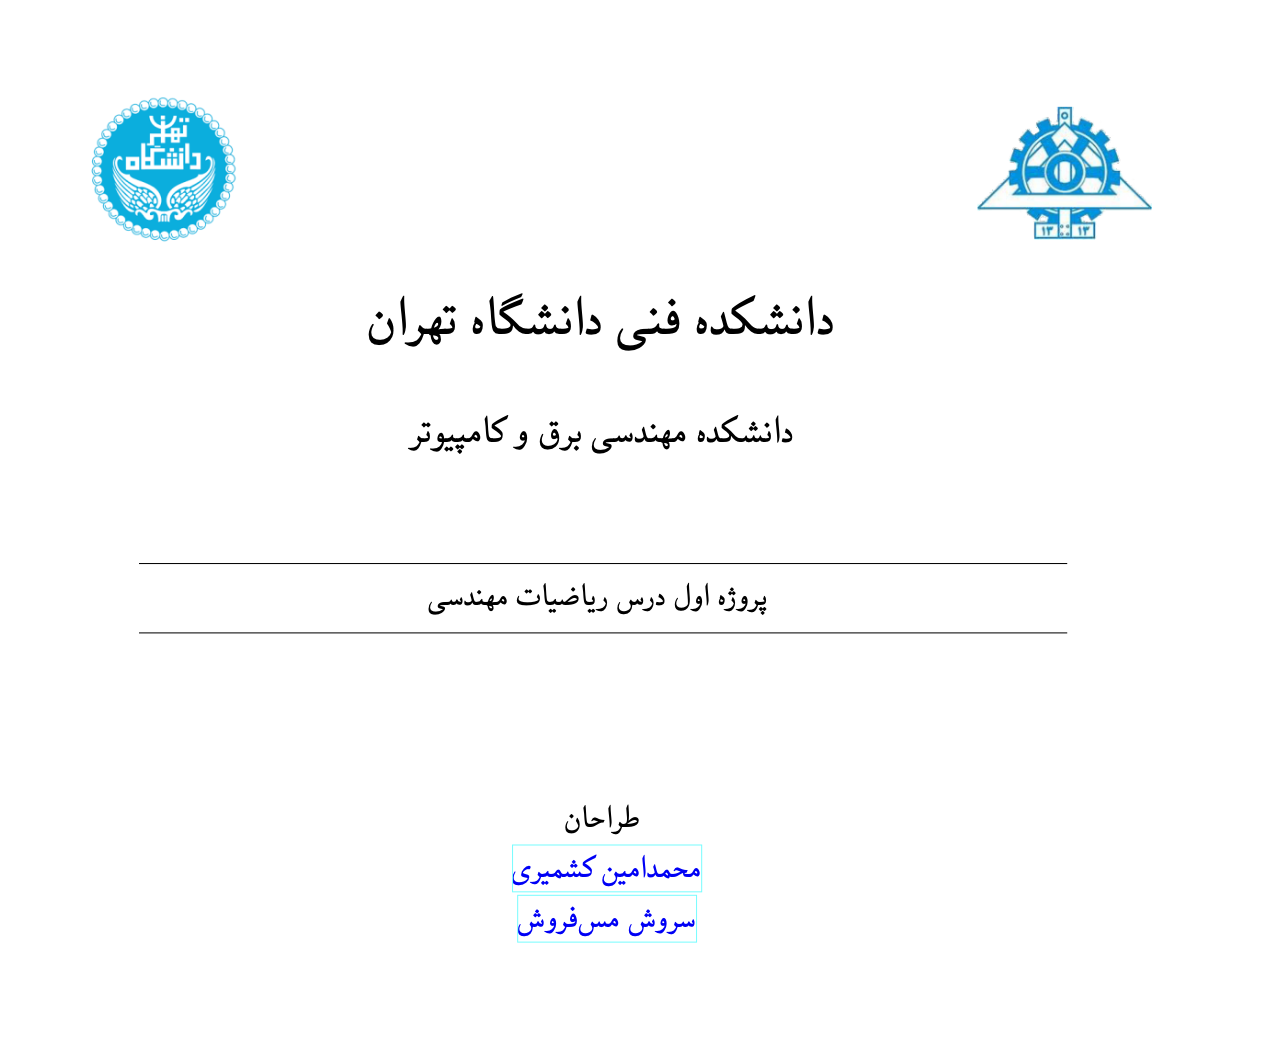 دانشگاه
تهران
۱۳ ۱۳
دانشکده فنی دانشگاه تهران
دانشکده مهندسی برق و کامپیوتر
پروژه اول درس ریاضیات مهندسی
طراحان
محمدامین کشمیری
سروش مس‌فروش